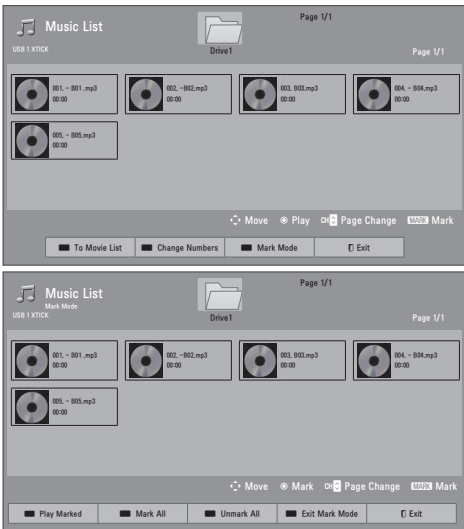 Page 1/1
Music List
USB 1 XTICK
Drive1
Page 1/1
001. - B01 .mp3
00:00
002. -B02.mp3
00:00
003. B03.mp3
00:00
004. - B04.mp3
00:00
005. - B05.mp3
00:00
Move Play CH Page Change MARK Mark
To Movie List Change Numbers Mark Mode Exit
Page 1/1
Music List
Mark Mode
USB 1 XTICK
Drive1
Page 1/1
001. - B01 .mp3
00:00
002. -B02.mp3
00:00
003. B03.mp3
00:00
004. - B04.mp3
00:00
005. - B05.mp3
00:00
Move Mark CH Page Change MARK Mark
Play Marked Mark All Unmark All Exit Mark Mode Exit